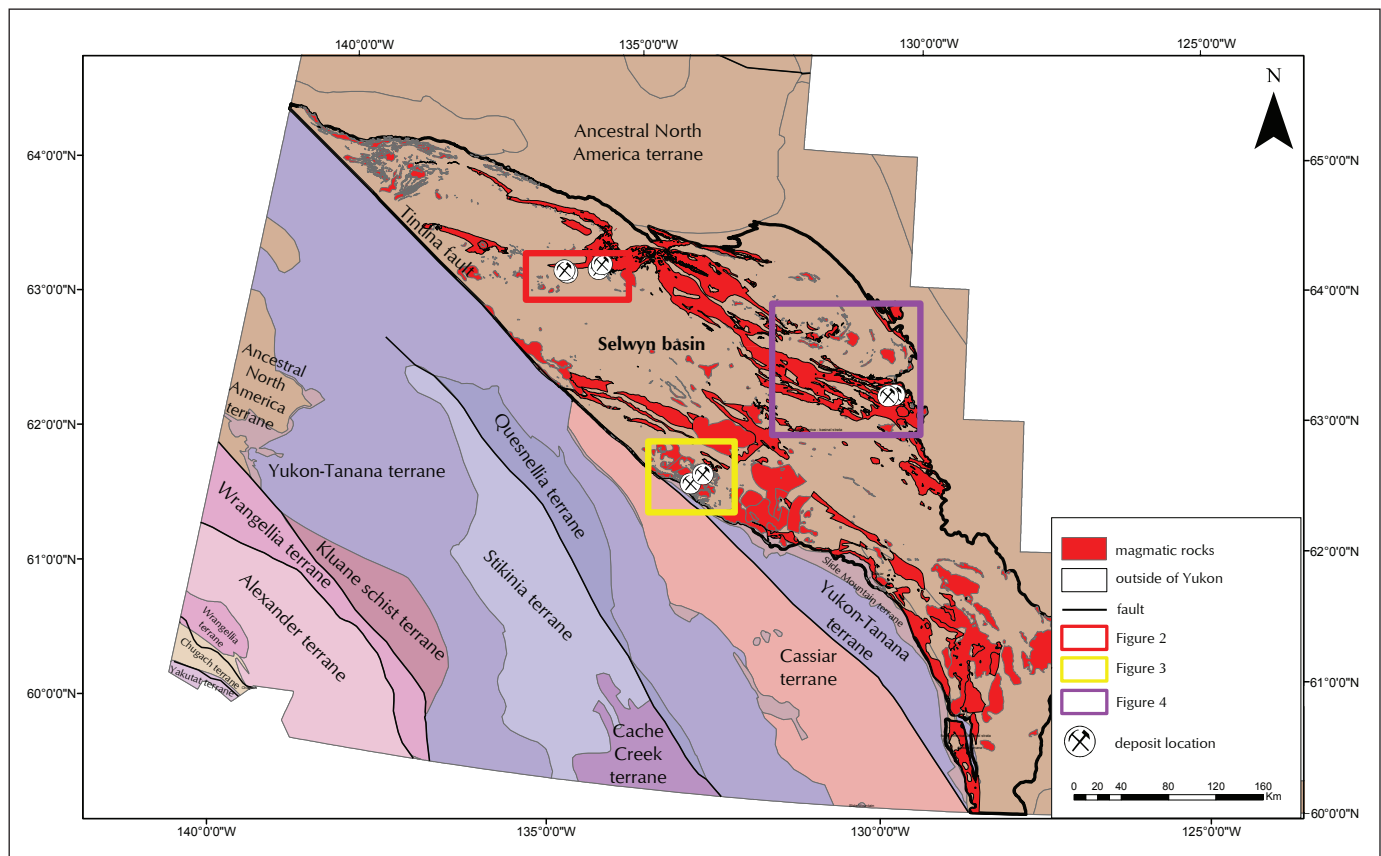 140°0'0"W
135°0'0"W
130°0'0"W
125°0'0"W
N
Ancestral North
America terrane
64°0'0"N
65°0'0"N
Tintina fault
63°0'0"N
64°0'0"N
Selwyn basin
Ancestral
North
America
terrane
62°0'0"N
63°0'0"N
Yukon-Tanana terrane
Quesnellia terrane
Wrangellia terrane
Kluane schist terrane
Stikinia terrane
61°0'0"N
62°0'0"N
Alexander terrane
Slide Mountain terrane
Yukon-Tanana
terrane
Wrangellia
terrane
Chugach terrane
Yakutat terrane
Cassiar
terrane
60°0'0"N
61°0'0"N
Cache
Creek
terrane
magmatic rocks
outside of Yukon
fault
Figure 2
Figure 3
Figure 4
deposit location
0 20 40 80 120 160
Km
60°0'0"N
140°0'0"W
135°0'0"W
130°0'0"W
125°0'0"W